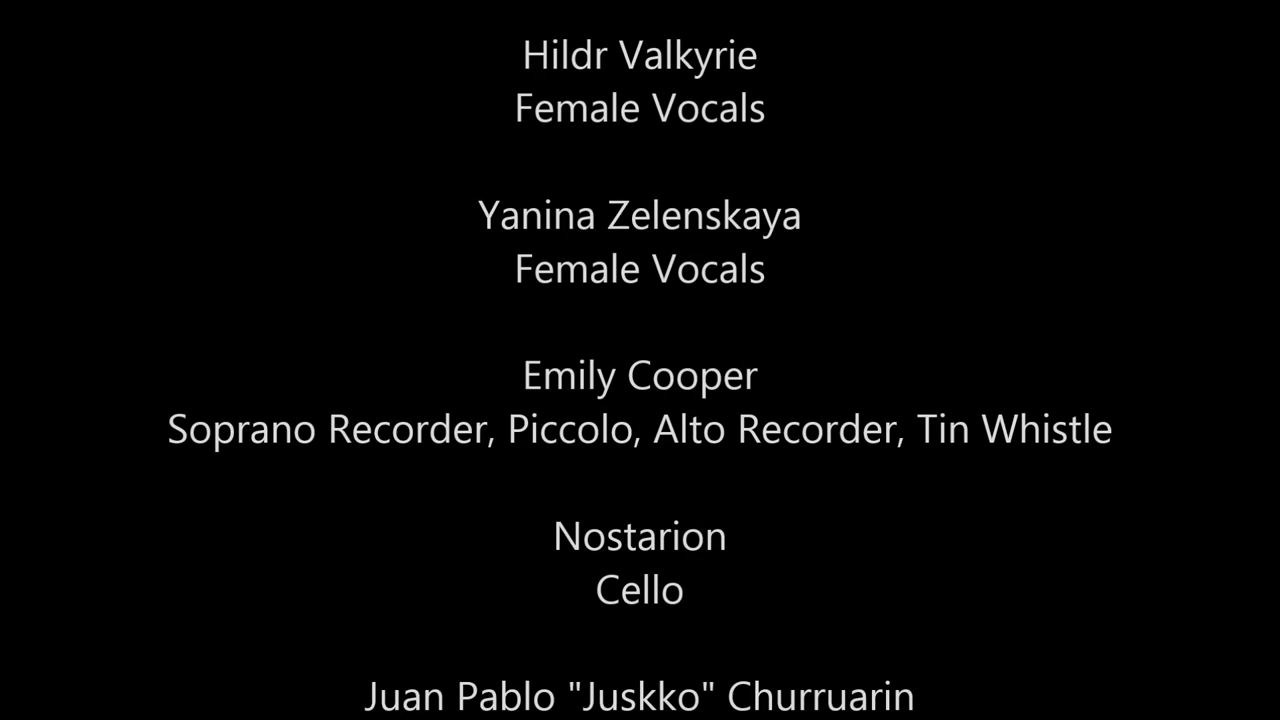 Hildr Valkyrie
Female Vocals
Yanina Zelenskaya
Female Vocals
Emily Cooper
Soprano Recorder, Piccolo, Alto Recorder, Tin Whistle
Nostarion
Cello
Juan Pablo "Juskko" Churruarin